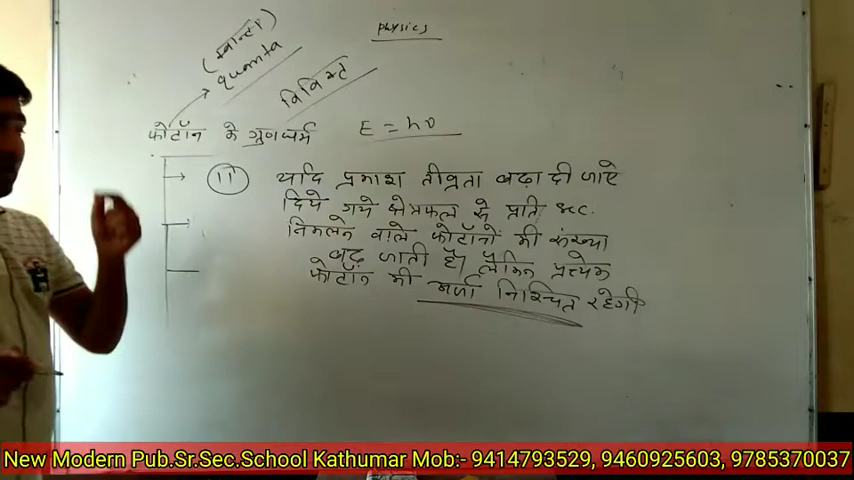 physics
(क्वान्टा)
quanta
विविक्ट
फोटॉन के गुणधर्म E = hν
11 यदि प्रकाश तीव्रता बढ़ा दी जाऐ
दिये गये क्षेत्रफल से प्रति sec.
निकलने वाले फोटॉनों की संख्या
बढ़ जाती है, लेकिन प्रत्येक
फोटॉन की ऊर्जा निश्चित रहेगी
New Modern Pub.Sr.Sec.School Kathumar Mob:- 9414793529, 9460925603, 9785370037